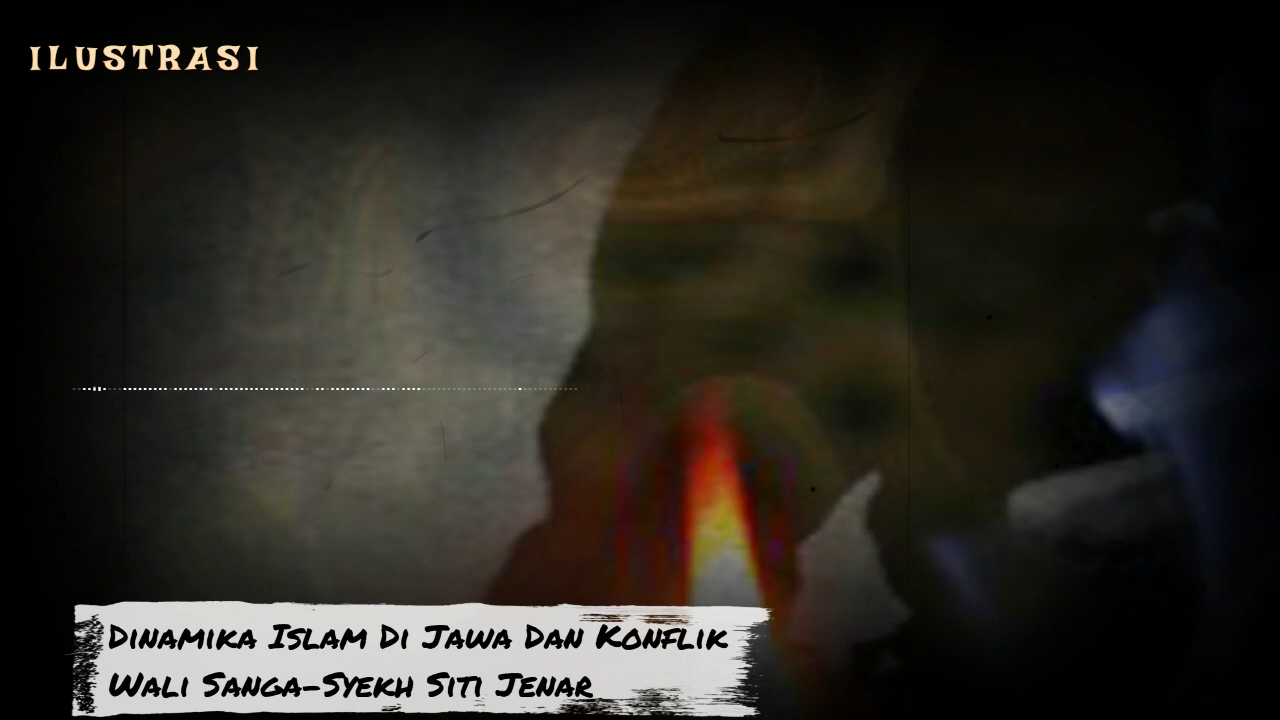 ILUSTRASI
Dinamika Islam Di Jawa Dan Konflik
Wali Sanga-Syekh Siti Jenar